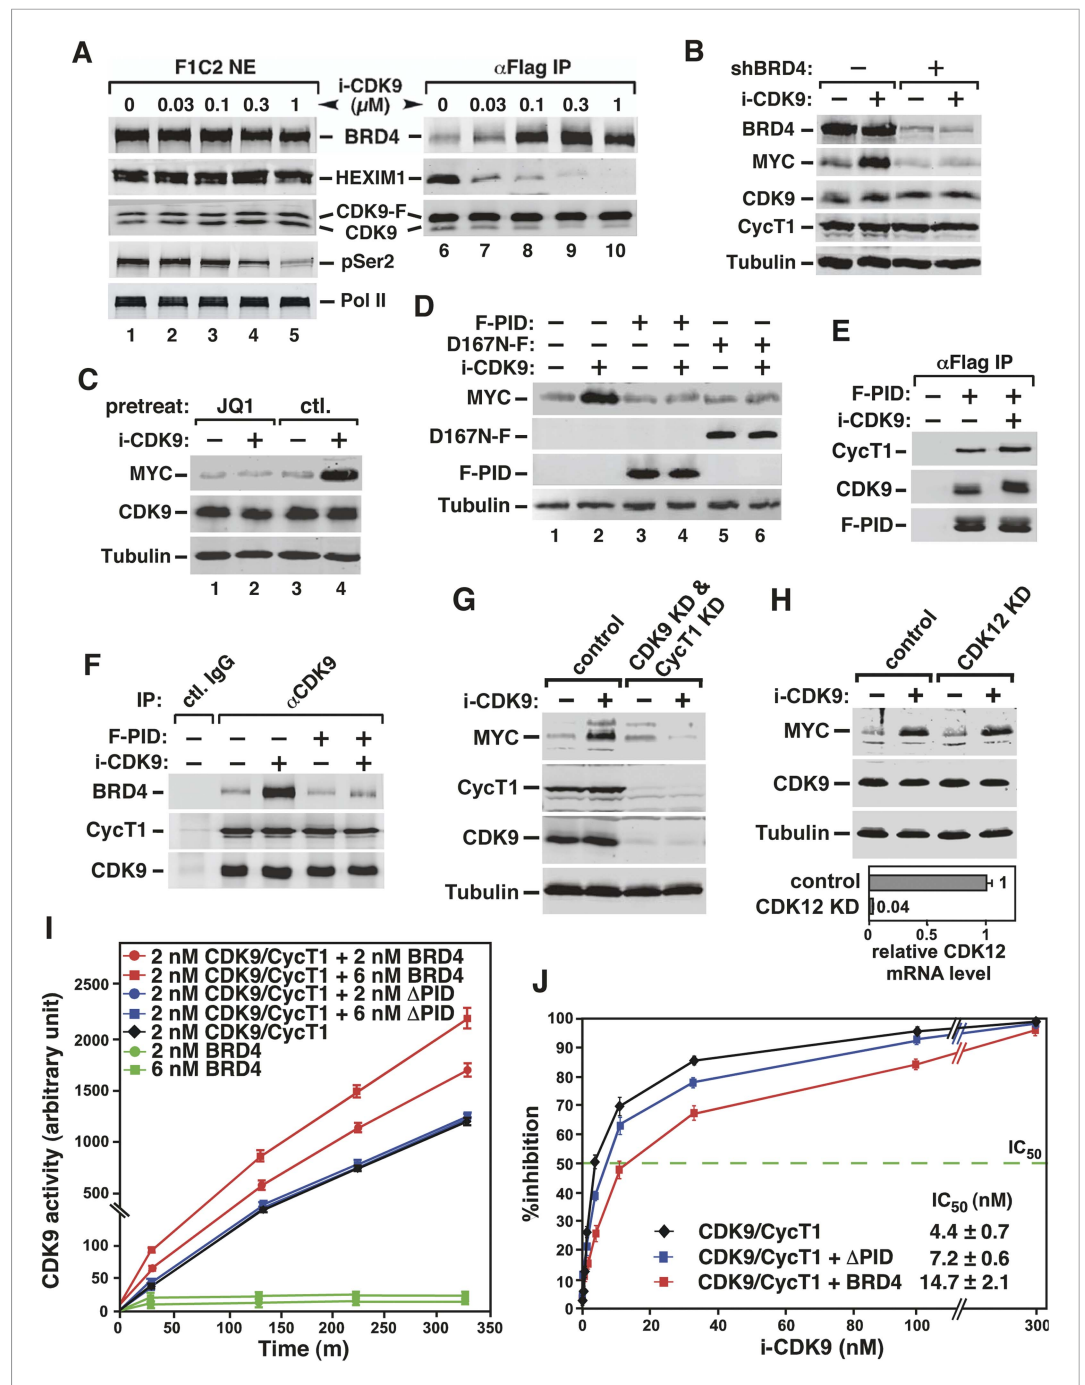 A
F1C2 NE
αFlag IP
i-CDK9
0 0.03 0.1 0.3 1 (µM) 0 0.03 0.1 0.3 1
BRD4
HEXIM1
CDK9-F
CDK9
6 7 8 9 10
pSer2
Pol II
1 2 3 4 5
B
shBRD4: − +
i-CDK9: − + − +
BRD4
MYC
CDK9
CycT1
Tubulin
C
pretreat: JQ1 ctl.
i-CDK9: − + − +
MYC
CDK9
Tubulin
1 2 3 4
D
F-PID: − − + + − −
D167N-F: − − − − + +
i-CDK9: − + − + − +
MYC
D167N-F
F-PID
Tubulin
1 2 3 4 5 6
E
αFlag IP
F-PID: − + +
i-CDK9: − − +
CycT1
CDK9
F-PID
F
IP: ctl. IgG αCDK9
F-PID: − − − + +
i-CDK9: − − + − +
BRD4
CycT1
CDK9
G
control CDK9 KD & CycT1 KD
i-CDK9: − + − +
MYC
CycT1
CDK9
Tubulin
H
control CDK12 KD
i-CDK9: − + − +
MYC
CDK9
Tubulin
control 1
CDK12 KD 0.04
0 0.5 1
relative CDK12
mRNA level
I
2 nM CDK9/CycT1 + 2 nM BRD4
2 nM CDK9/CycT1 + 6 nM BRD4
2 nM CDK9/CycT1 + 2 nM ΔPID
2 nM CDK9/CycT1 + 6 nM ΔPID
2 nM CDK9/CycT1
2 nM BRD4
6 nM BRD4
CDK9 activity (arbitrary unit)
2500
2000
1500
1000
500
100
50
0
0 50 100 150 200 250 300 350
Time (m)
J
%inhibition
100
90
80
70
60
50
40
30
20
10
0
IC50
IC50 (nM)
CDK9/CycT1 4.4 ± 0.7
CDK9/CycT1 + ΔPID 7.2 ± 0.6
CDK9/CycT1 + BRD4 14.7 ± 2.1
0 20 40 60 80 100 300
i-CDK9 (nM)